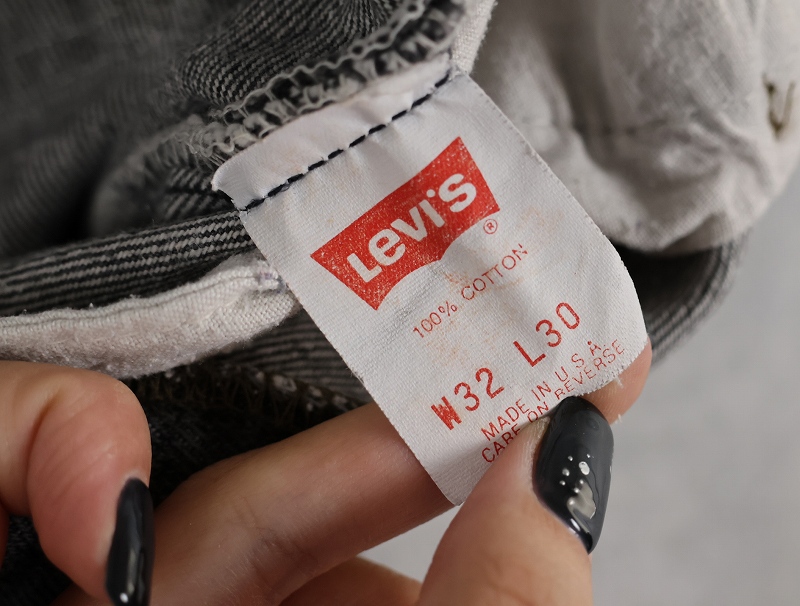 Levi's
®
100% COTTON
W32 L30
MADE IN U S A
CARE ON REVERSE